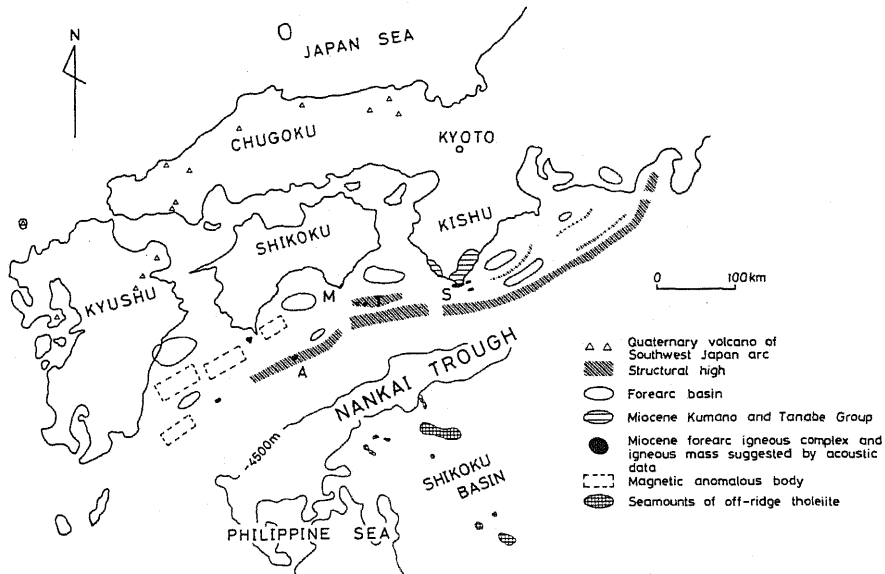 N
JAPAN SEA
CHUGOKU
KYOTO
KISHU
SHIKOKU
KYUSHU
M
T
S
A
0 100km
NANKAI TROUGH
-4500m
SHIKOKU
BASIN
PHILIPPINE SEA
Quaternary volcano of
Southwest Japan arc
Structural high
Forearc basin
Miocene Kumano and Tanabe Group
Miocene forearc igneous complex and
igneous mass suggested by acoustic
data
Magnetic anomalous body
Seamounts of off-ridge tholeiite